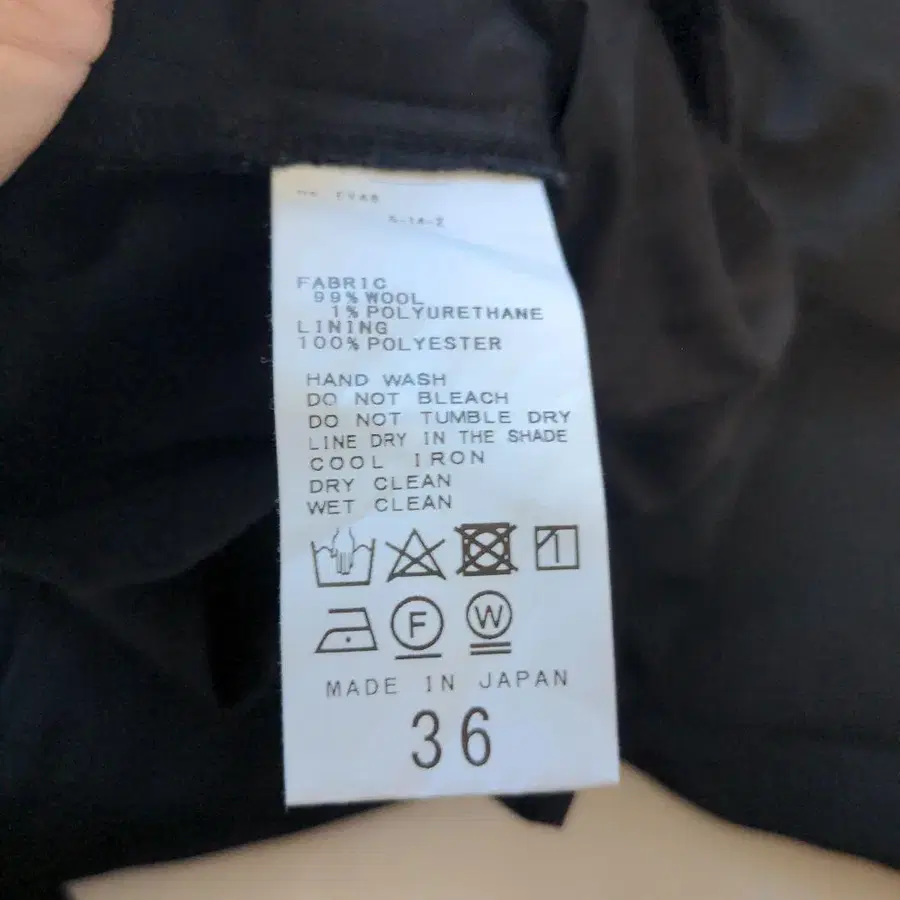 FABRIC
99% WOOL
1% POLYURETHANE
LINING
100% POLYESTER
HAND WASH
DO NOT BLEACH
DO NOT TUMBLE DRY
LINE DRY IN THE SHADE
COOL IRON
DRY CLEAN
WET CLEAN
F W
MADE IN JAPAN
36